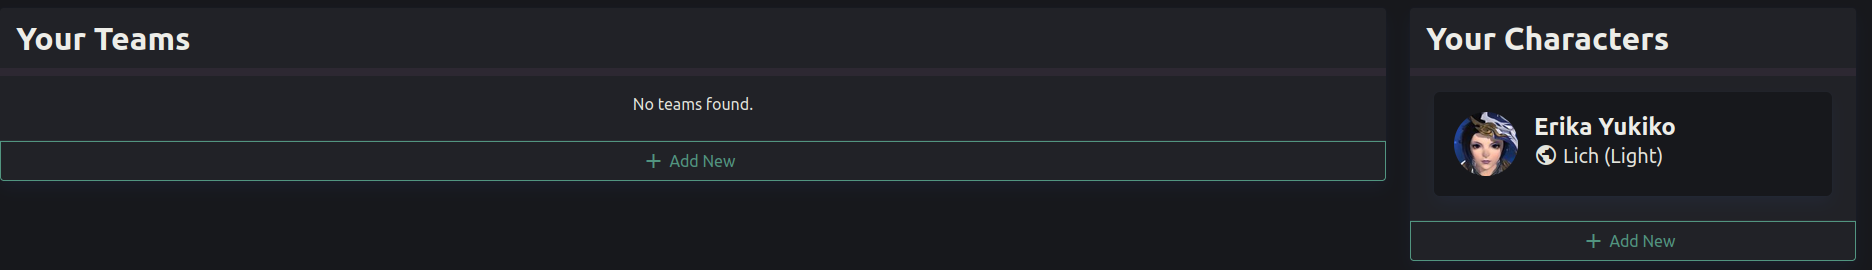 Your Teams
No teams found.
+ Add New
Your Characters
Erika Yukiko
Lich (Light)
+ Add New